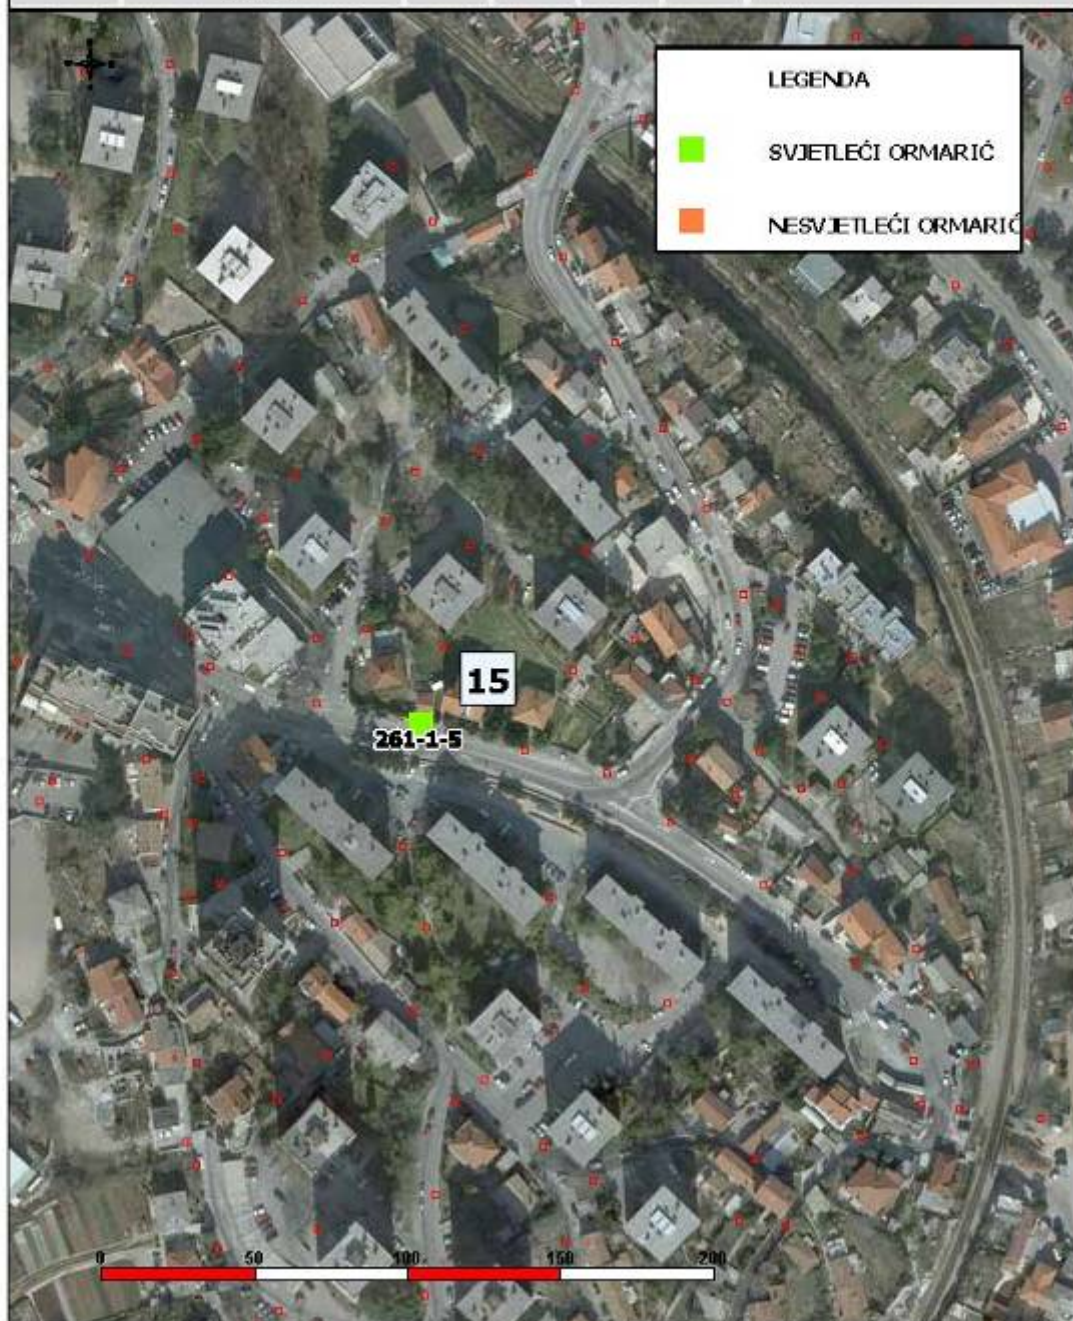 LEGENDA
SVJETLEĆI ORMARIĆ
NESVJETLEĆI ORMARIĆ
15
261-1-5
0 50 100 150 200